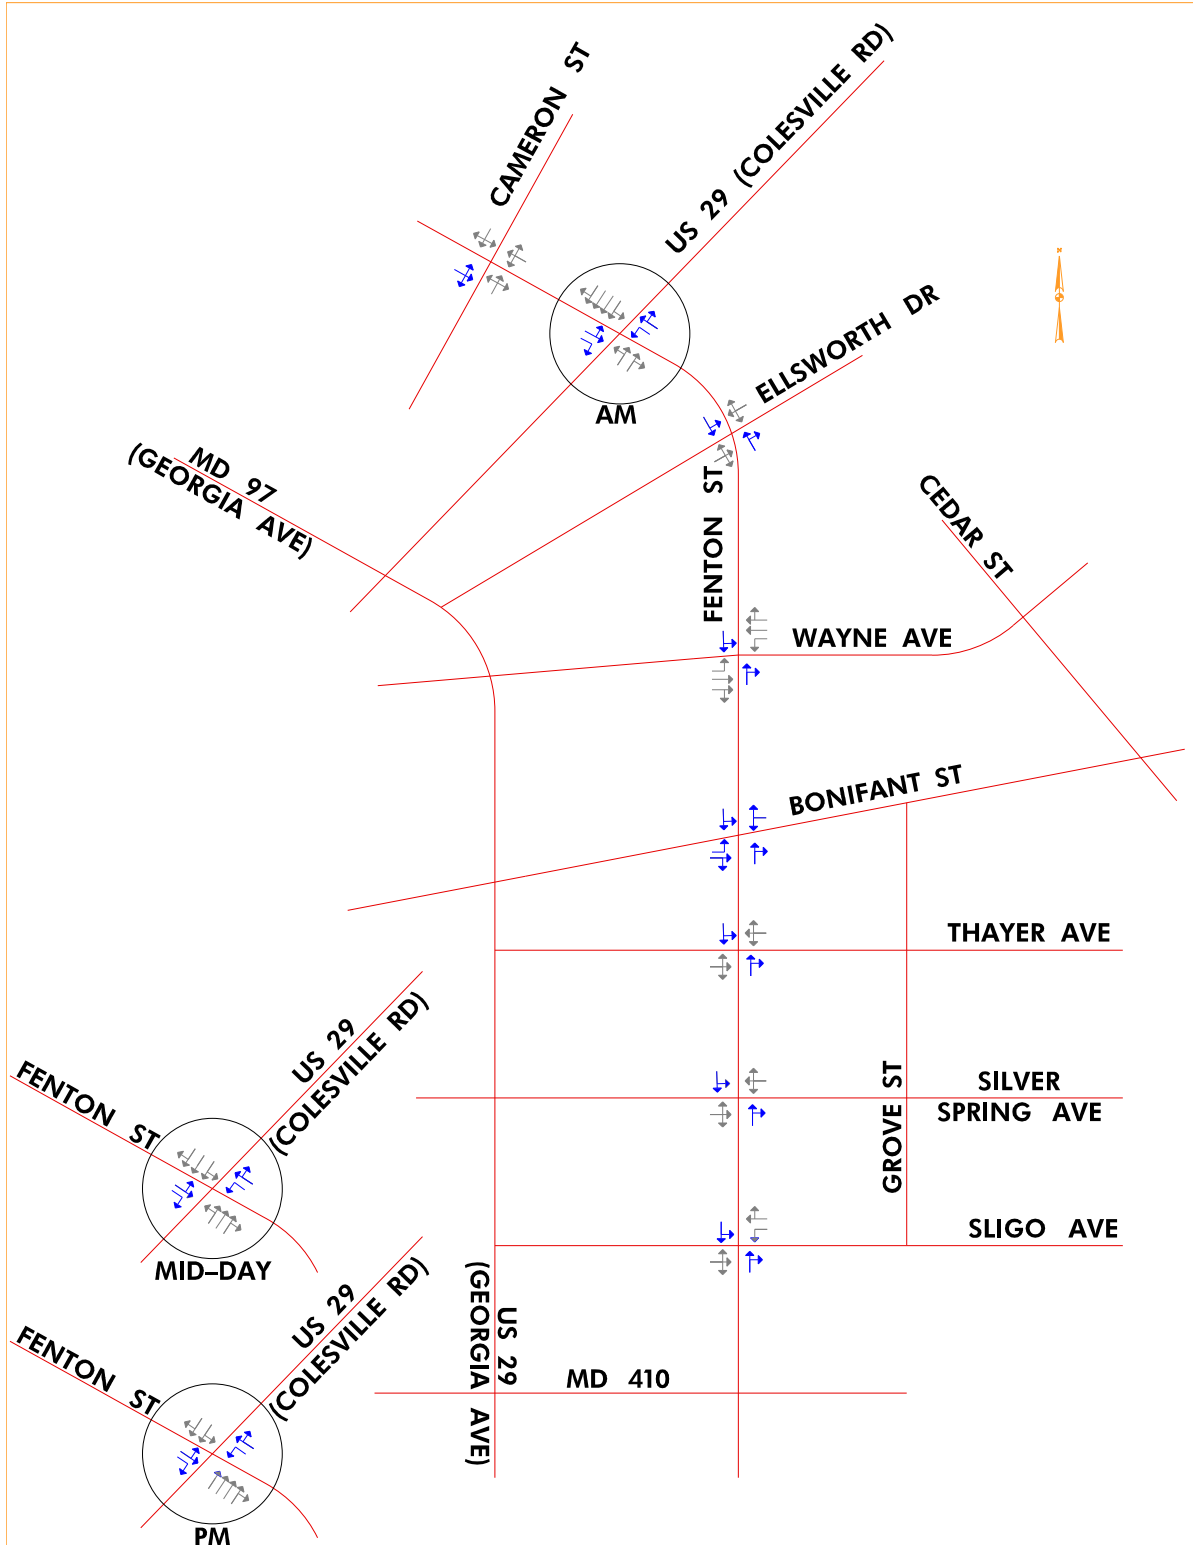 CAMERON ST
US 29 (COLESVILLE RD)
ELLSWORTH DR
AM
MD 97
(GEORGIA AVE)
FENTON ST
CEDAR ST
WAYNE AVE
BONIFANT ST
THAYER AVE
US 29
(COLESVILLE RD)
FENTON ST
MID-DAY
GROVE ST
SILVER
SPRING AVE
SLIGO AVE
US 29
(GEORGIA AVE)
MD 410
US 29
(COLESVILLE RD)
FENTON ST
PM